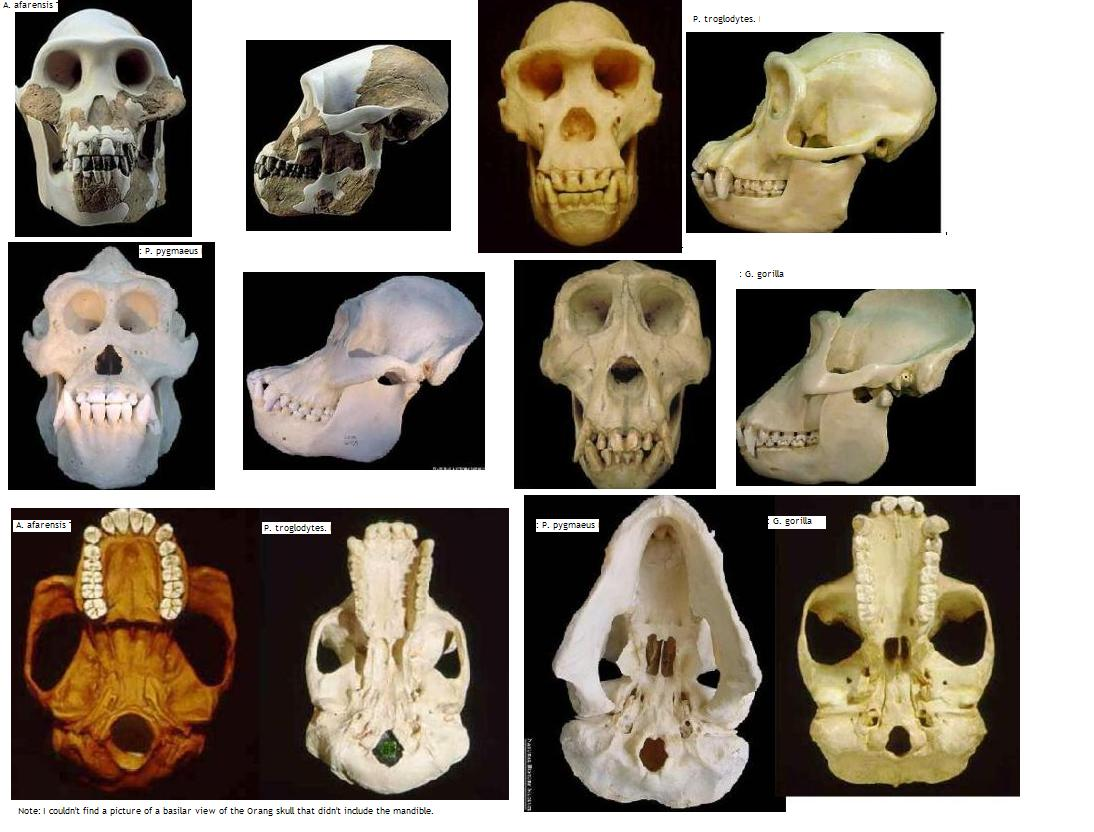 A. afarensis
P. troglodytes.
: P. pygmaeus
: G. gorilla
A. afarensis
P. troglodytes.
: P. pygmaeus
: G. gorilla
Note: I couldn't find a picture of a basilar view of the Orang skull that didn't include the mandible.